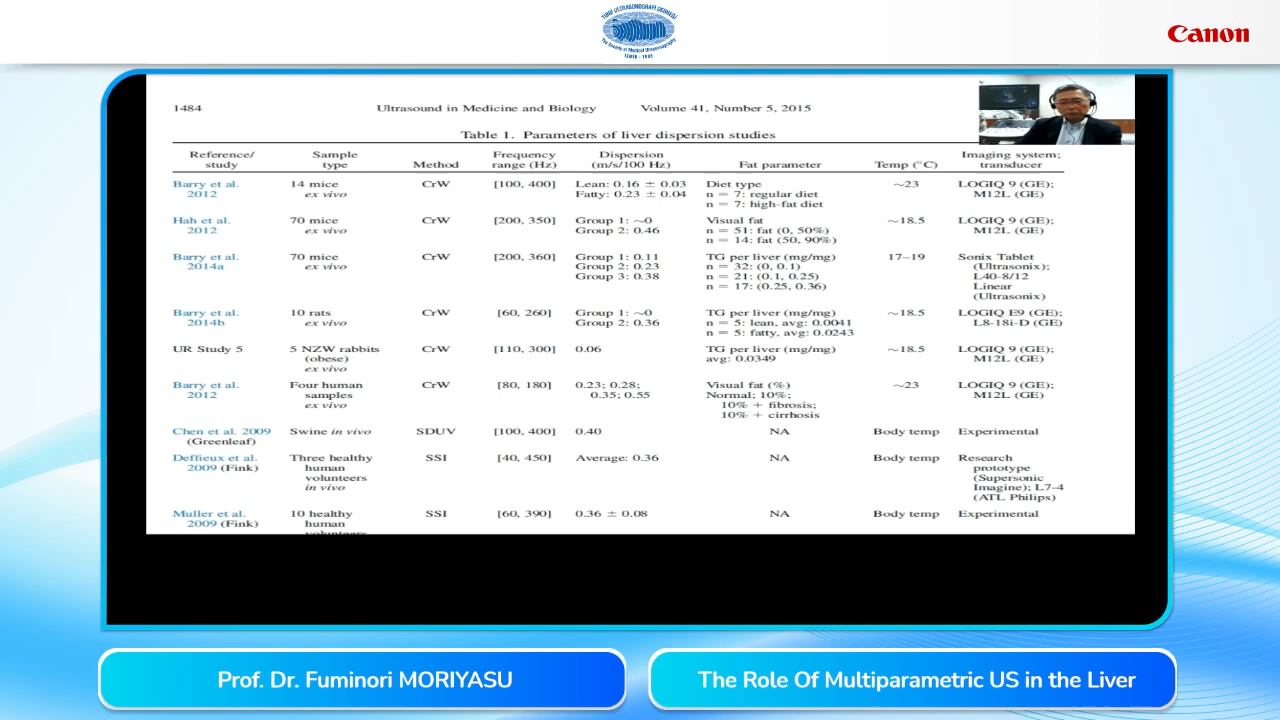 TÜRK ULTRASONOGRAFİ DERNEĞİ
The Society of Medical Ultrasonography
Canon
1484 Ultrasound in Medicine and Biology Volume 41, Number 5, 2015
Table 1. Parameters of liver dispersion studies
Reference/ Sample Frequency Dispersion Imaging system;
study type Method range (Hz) (m/s/100 Hz) Fat parameter Temp (°C) transducer
Barry et al. 14 mice CrW [100, 400] Lean: 0.16 ± 0.03 Diet type ~23 LOGIQ 9 (GE);
2012 ex vivo Fatty: 0.23 ± 0.04 n = 7: regular diet M12L (GE)
n = 7: high-fat diet
Hah et al. 70 mice CrW [200, 350] Group 1: ~0 Visual fat ~18.5 LOGIQ 9 (GE);
2012 ex vivo Group 2: 0.46 n = 51: fat (0, 50%) M12L (GE)
n = 14: fat (50, 90%)
Barry et al. 70 mice CrW [200, 360] Group 1: 0.11 TG per liver (mg/mg) 17–19 Sonix Tablet
2014a ex vivo Group 2: 0.23 n = 32: (0, 0.1) (Ultrasonix);
Group 3: 0.38 n = 21: (0.1, 0.25) L40-8/12
n = 17: (0.25, 0.36) Linear
(Ultrasonix)
Barry et al. 10 rats CrW [60, 260] Group 1: ~0 TG per liver (mg/mg) ~18.5 LOGIQ E9 (GE);
2014b ex vivo Group 2: 0.36 n = 5: lean, avg: 0.0041 L8-18i-D (GE)
n = 5: fatty, avg: 0.0243
UR Study 5 5 NZW rabbits CrW [110, 300] 0.06 TG per liver (mg/mg) ~18.5 LOGIQ 9 (GE);
(obese) avg: 0.0349 M12L (GE)
ex vivo
Barry et al. Four human CrW [80, 180] 0.23; 0.28; Visual fat (%) ~23 LOGIQ 9 (GE);
2012 samples 0.35; 0.55 Normal; 10%; M12L (GE)
ex vivo 10% + fibrosis;
10% + cirrhosis
Chen et al. 2009 Swine in vivo SDUV [100, 400] 0.40 NA Body temp Experimental
(Greenleaf)
Deffieux et al. Three healthy SSI [40, 450] Average: 0.36 NA Body temp Research
2009 (Fink) human prototype
volunteers (Supersonic
in vivo Imagine); L7-4
(ATL Philips)
Muller et al. 10 healthy SSI [60, 390] 0.36 ± 0.08 NA Body temp Experimental
2009 (Fink) human
volunteers
Prof. Dr. Fuminori MORIYASU
The Role Of Multiparametric US in the Liver